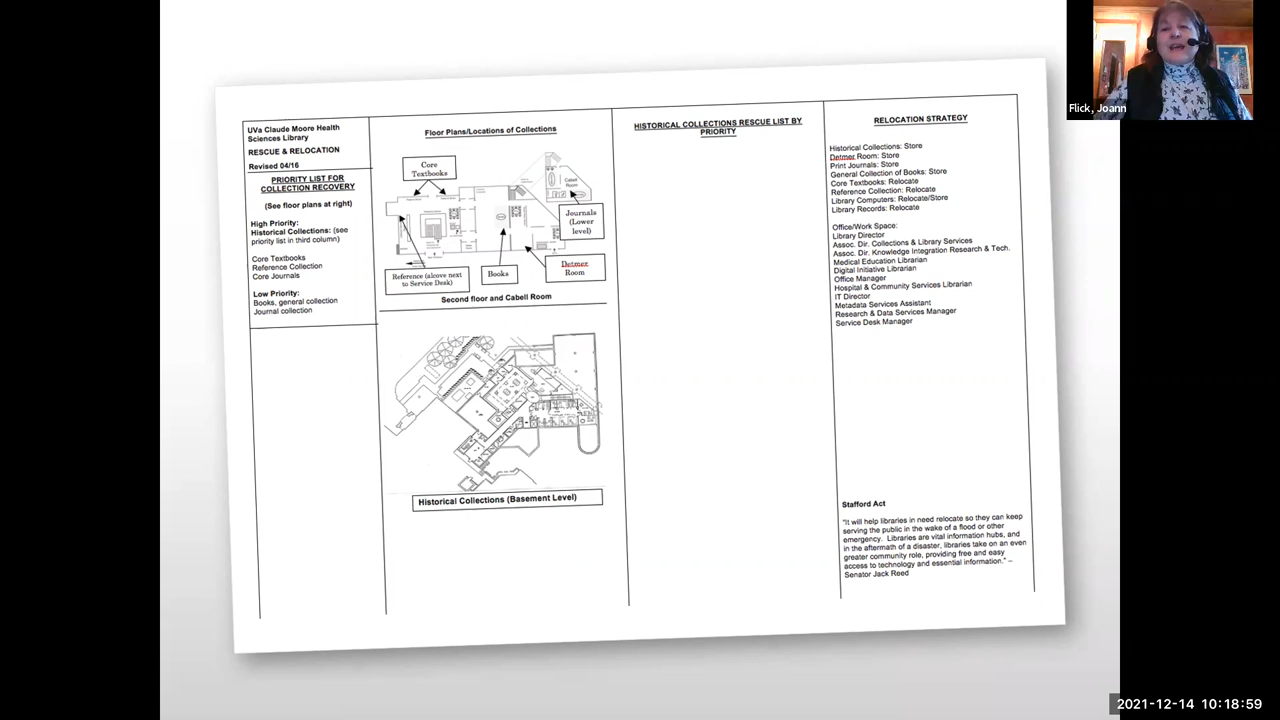 UVa Claude Moore Health
Sciences Library
RESCUE & RELOCATION
Revised 04/16
PRIORITY LIST FOR
COLLECTION RECOVERY
(See floor plans at right)
High Priority:
Historical Collections: (see
priority list in third column)
Core Textbooks
Reference Collection
Core Journals
Low Priority:
Books, general collection
Journal collection
Floor Plans/Locations of Collections
Core
Textbooks
Cabell
Room
Journals
(Lower
level)
Reference (alcove next
to Service Desk)
Books
Detmer
Room
Second floor and Cabell Room
Historical Collections (Basement Level)
HISTORICAL COLLECTIONS RESCUE LIST BY
PRIORITY
RELOCATION STRATEGY
Historical Collections: Store
Detmer Room: Store
Print Journals: Store
General Collection of Books: Store
Core Textbooks: Relocate
Reference Collection: Relocate
Library Computers: Relocate/Store
Library Records: Relocate
Office/Work Space:
Library Director
Assoc. Dir. Collections & Library Services
Assoc. Dir. Knowledge Integration Research & Tech.
Medical Education Librarian
Digital Initiative Librarian
Office Manager
Hospital & Community Services Librarian
IT Director
Metadata Services Assistant
Research & Data Services Manager
Service Desk Manager
Stafford Act
"It will help libraries in need relocate so they can keep
serving the public in the wake of a flood or other
emergency. Libraries are vital information hubs, and
in the aftermath of a disaster, libraries take on an even
greater community role, providing free and easy
access to technology and essential information." –
Senator Jack Reed
Flick, Joann
2021-12-14 10:18:59